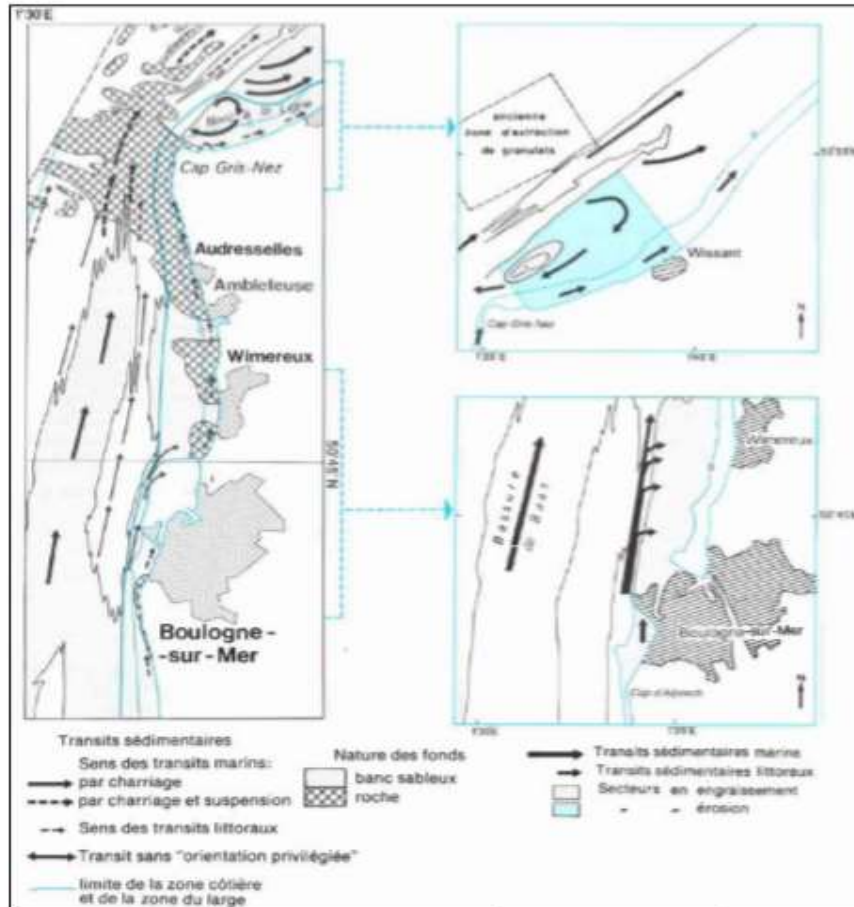 1°30'E
Cap Gris-Nez
Audresselles
Ambleteuse
Wimereux
50°45'N
Boulogne-
-sur-Mer
ancienne
zone d'extraction
de granulats
Wissant
Cap Gris-Nez
N
Bassure
de Baas
Wimereux
Boulogne-sur-Mer
N
Transits sédimentaires
Sens des transits marins:
par charriage
par charriage et suspension
Sens des transits littoraux
Transit sans "orientation privilégiée"
limite de la zone côtière
et de la zone du large
Nature des fonds
banc sableux
roche
Transits sédimentaires marins
Transits sédimentaires littoraux
Secteurs en engraissement
" " érosion